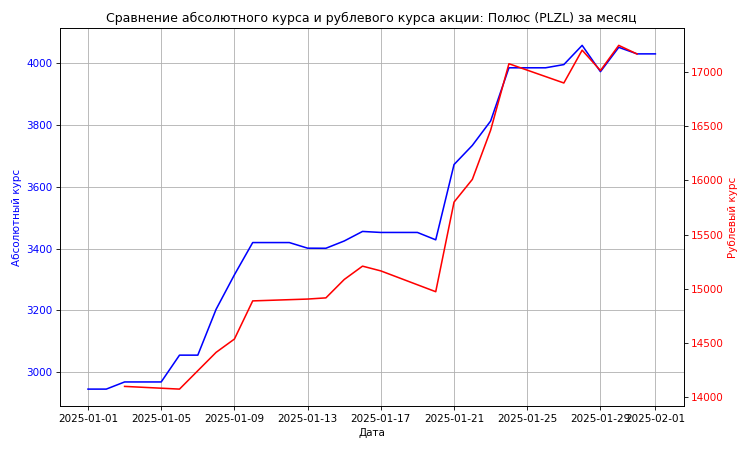 Сравнение абсолютного курса и рублевого курса акции: Полюс (PLZL) за месяц
Абсолютный курс
4000
3800
3600
3400
3200
3000
17000
16500
16000
15500
15000
14500
14000
Рублевый курс
2025-01-01 2025-01-05 2025-01-09 2025-01-13 2025-01-17 2025-01-21 2025-01-25 2025-01-29 2025-02-01
Дата